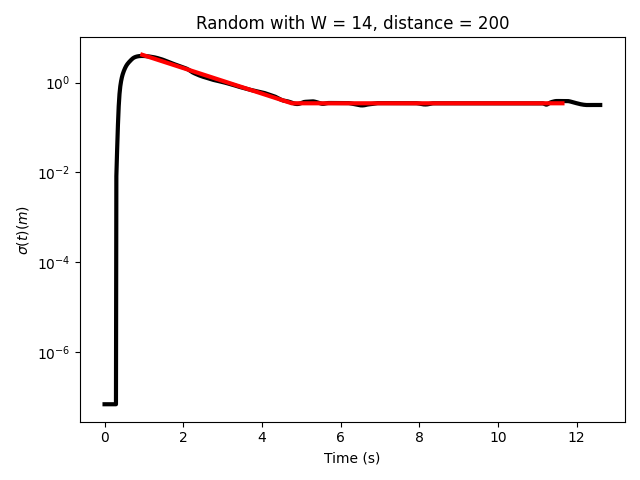 Random with W = 14, distance = 200
10^0
10^-2
10^-4
10^-6
σ(t)(m)
0 2 4 6 8 10 12
Time (s)